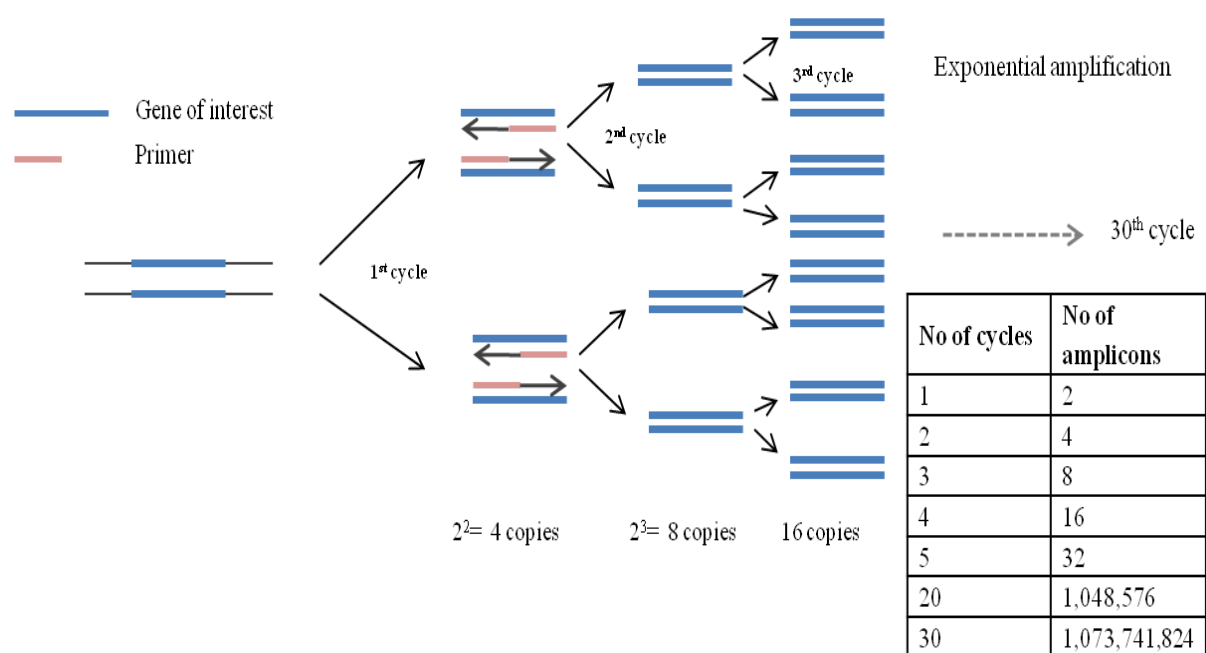 Gene of interest
Primer
1st cycle
2nd cycle
3rd cycle
Exponential amplification
30th cycle
2²= 4 copies
2³= 8 copies
16 copies
No of cycles
No of
amplicons
1 2
2 4
3 8
4 16
5 32
20 1,048,576
30 1,073,741,824